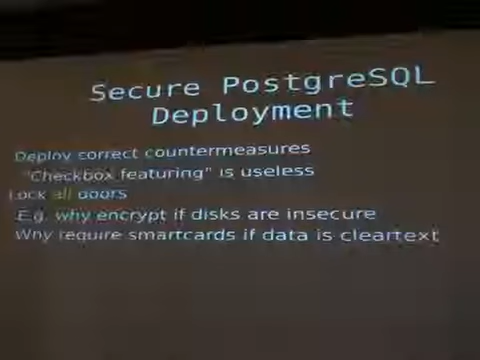 Secure PostgreSQL
Deployment
Deploy correct countermeasures
"Checkbox featuring" is useless
Lock all doors
E.g. why encrypt if disks are insecure
Why require smartcards if data is cleartext